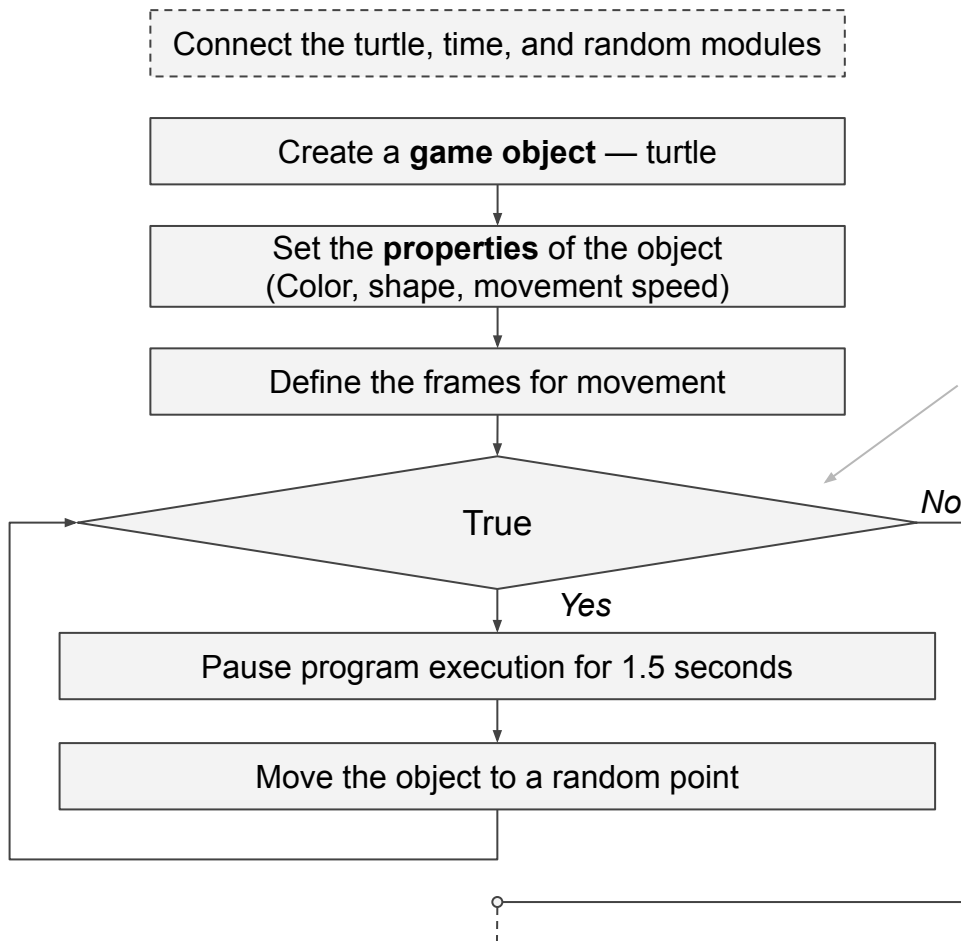 Connect the turtle, time, and random modules
Create a game object — turtle
Set the properties of the object
(Color, shape, movement speed)
Define the frames for movement
True
No
Yes
Pause program execution for 1.5 seconds
Move the object to a random point